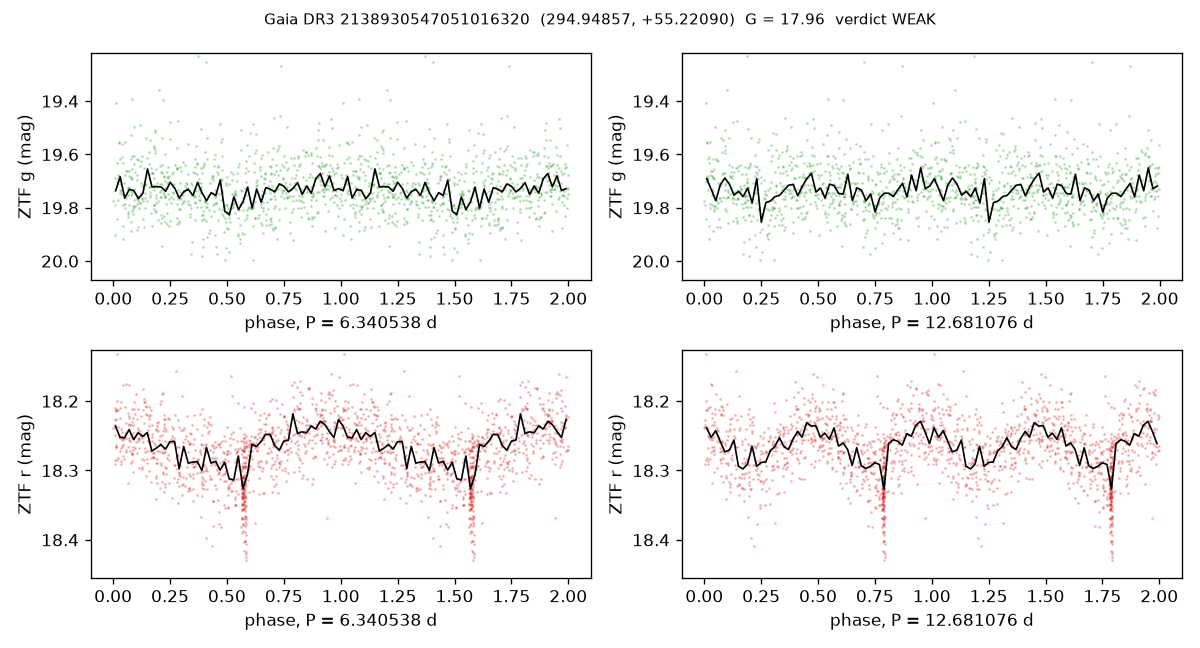 Gaia DR3 2138930547051016320  (294.94857, +55.22090)  G = 17.96  verdict WEAK
ZTF g (mag)
19.4
19.6
19.8
20.0
0.00 0.25 0.50 0.75 1.00 1.25 1.50 1.75 2.00
phase, P = 6.340538 d
ZTF g (mag)
19.4
19.6
19.8
20.0
0.00 0.25 0.50 0.75 1.00 1.25 1.50 1.75 2.00
phase, P = 12.681076 d
ZTF r (mag)
18.2
18.3
18.4
0.00 0.25 0.50 0.75 1.00 1.25 1.50 1.75 2.00
phase, P = 6.340538 d
ZTF r (mag)
18.2
18.3
18.4
0.00 0.25 0.50 0.75 1.00 1.25 1.50 1.75 2.00
phase, P = 12.681076 d